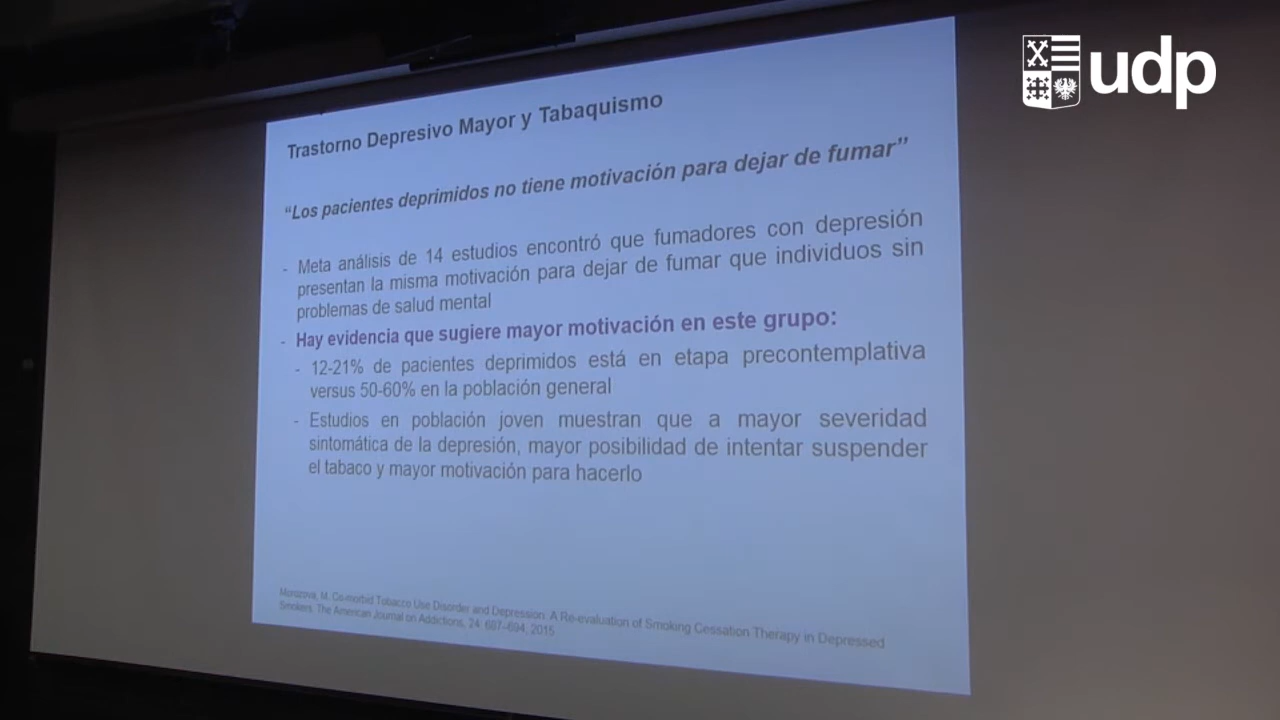 udp
Trastorno Depresivo Mayor y Tabaquismo
“Los pacientes deprimidos no tiene motivación para dejar de fumar”
- Meta análisis de 14 estudios encontró que fumadores con depresión
presentan la misma motivación para dejar de fumar que individuos sin
problemas de salud mental
- Hay evidencia que sugiere mayor motivación en este grupo:
- 12-21% de pacientes deprimidos está en etapa precontemplativa
versus 50-60% en la población general
- Estudios en población joven muestran que a mayor severidad
sintomática de la depresión, mayor posibilidad de intentar suspender
el tabaco y mayor motivación para hacerlo
Morozova, M. Co-morbid Tobacco Use Disorder and Depression: A Re-evaluation of Smoking Cessation Therapy in Depressed
Smokers. The American Journal on Addictions, 24: 687–694, 2015